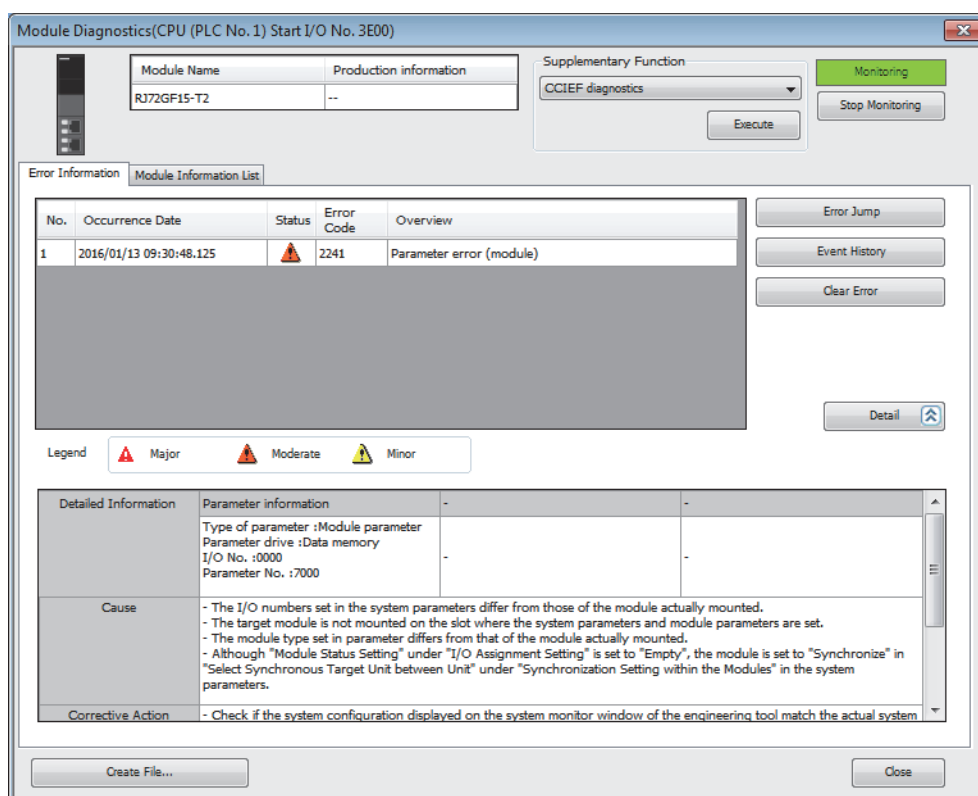 Module Diagnostics(CPU (PLC No. 1) Start I/O No. 3E00)
Module Name Production information
RJ72GF15-T2 --
Supplementary Function
CCIEF diagnostics
Execute
Monitoring
Stop Monitoring
Error Information Module Information List
No. Occurrence Date Status Error Code Overview
1 2016/01/13 09:30:48.125 2241 Parameter error (module)
Error Jump
Event History
Clear Error
Detail
Legend Major Moderate Minor
Detailed Information Parameter information - -
Type of parameter :Module parameter
Parameter drive :Data memory
I/O No. :0000
Parameter No. :7000
- -
Cause - The I/O numbers set in the system parameters differ from those of the module actually mounted.
- The target module is not mounted on the slot where the system parameters and module parameters are set.
- The module type set in parameter differs from that of the module actually mounted.
- Although "Module Status Setting" under "I/O Assignment Setting" is set to "Empty", the module is set to "Synchronize" in
"Select Synchronous Target Unit between Unit" under "Synchronization Setting within the Modules" in the system
parameters.
Corrective Action - Check if the system configuration displayed on the system monitor window of the engineering tool match the actual system
Create File...
Close